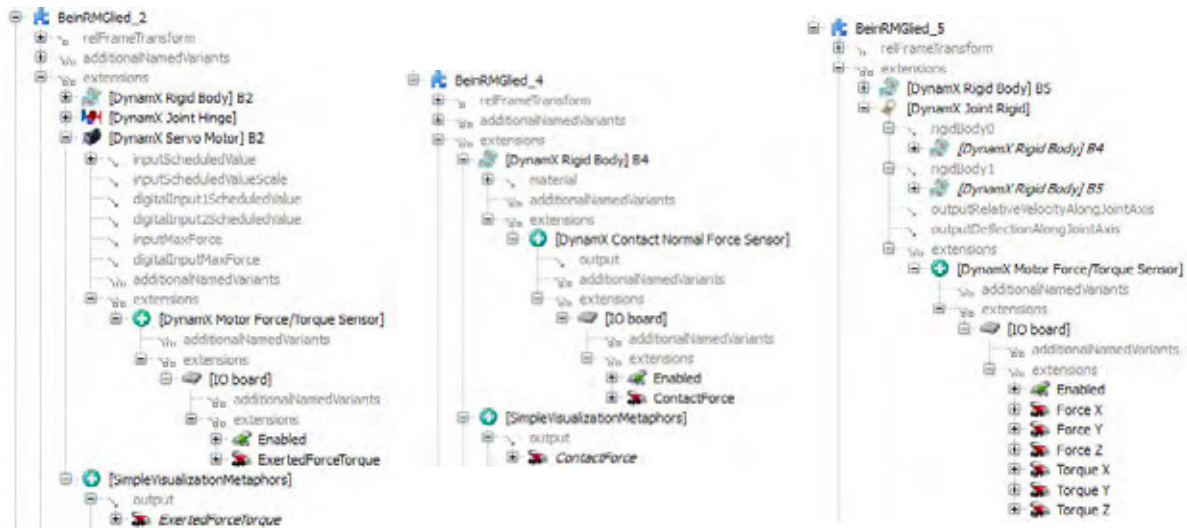 BeinRMGlied_2
relFrameTransform
additionalNamedVariants
extensions
[DynamX Rigid Body] B2
[DynamX Joint Hinge]
[DynamX Servo Motor] B2
inputScheduledValue
inputScheduledValueScale
digitalInput1ScheduledValue
digitalInput2ScheduledValue
inputMaxForce
digitalInputMaxForce
additionalNamedVariants
extensions
[DynamX Motor Force/Torque Sensor]
additionalNamedVariants
extensions
[IO board]
additionalNamedVariants
extensions
Enabled
ExertedForceTorque
[SimpleVisualizationMetaphors]
output
ExertedForceTorque
BeinRMGlied_4
relFrameTransform
additionalNamedVariants
extensions
[DynamX Rigid Body] B4
material
additionalNamedVariants
extensions
[DynamX Contact Normal Force Sensor]
output
additionalNamedVariants
extensions
[IO board]
additionalNamedVariants
extensions
Enabled
ContactForce
[SimpleVisualizationMetaphors]
output
ContactForce
BeinRMGlied_5
relFrameTransform
extensions
[DynamX Rigid Body] B5
[DynamX Joint Rigid]
rigidBody0
[DynamX Rigid Body] B4
rigidBody1
[DynamX Rigid Body] B5
outputRelativeVelocityAlongJointAxis
outputDeflectionAlongJointAxis
extensions
[DynamX Motor Force/Torque Sensor]
additionalNamedVariants
extensions
[IO board]
additionalNamedVariants
extensions
Enabled
Force X
Force Y
Force Z
Torque X
Torque Y
Torque Z